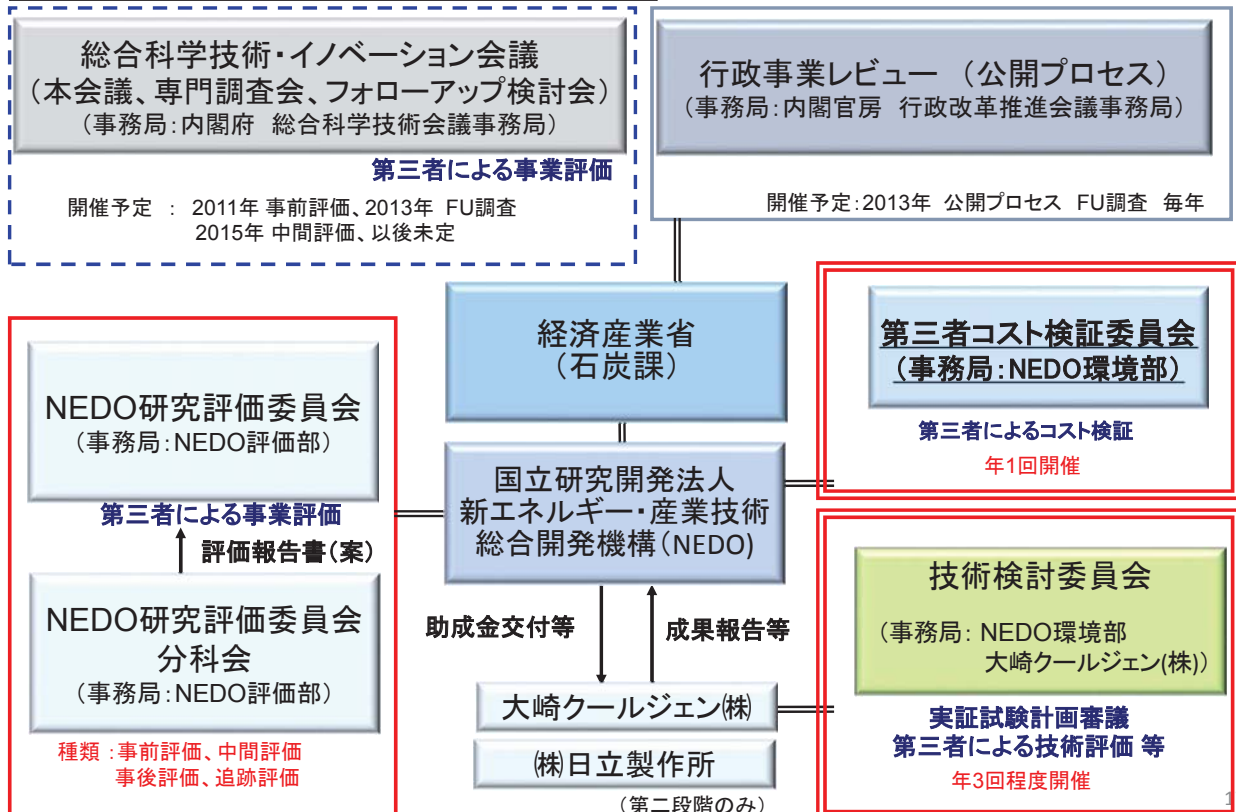 総合科学技術・イノベーション会議
（本会議、専門調査会、フォローアップ検討会）
（事務局：内閣府　総合科学技術会議事務局）
第三者による事業評価
開催予定　：　2011年 事前評価、2013年　FU調査
2015年 中間評価、以後未定
行政事業レビュー　（公開プロセス）
（事務局：内閣官房　行政改革推進会議事務局）
開催予定：2013年　公開プロセス　FU調査　毎年
経済産業省
（石炭課）
第三者コスト検証委員会
（事務局：NEDO環境部）
第三者によるコスト検証
年1回開催
NEDO研究評価委員会
（事務局：NEDO評価部）
第三者による事業評価
評価報告書（案）
NEDO研究評価委員会
分科会
（事務局：NEDO評価部）
種類：事前評価、中間評価
事後評価、追跡評価
国立研究開発法人
新エネルギー・産業技術
総合開発機構（NEDO)
助成金交付等
成果報告等
大崎クールジェン㈱
㈱日立製作所
（第二段階のみ）
技術検討委員会
（事務局：NEDO環境部
大崎クールジェン(株)）
実証試験計画審議
第三者による技術評価 等
年3回程度開催